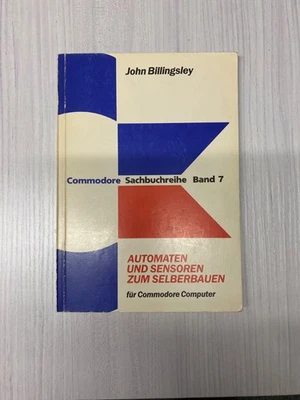 John Billingsley
Commodore Sachbuchreihe Band 7
AUTOMATEN
UND SENSOREN
ZUM SELBERBAUEN
für Commodore Computer